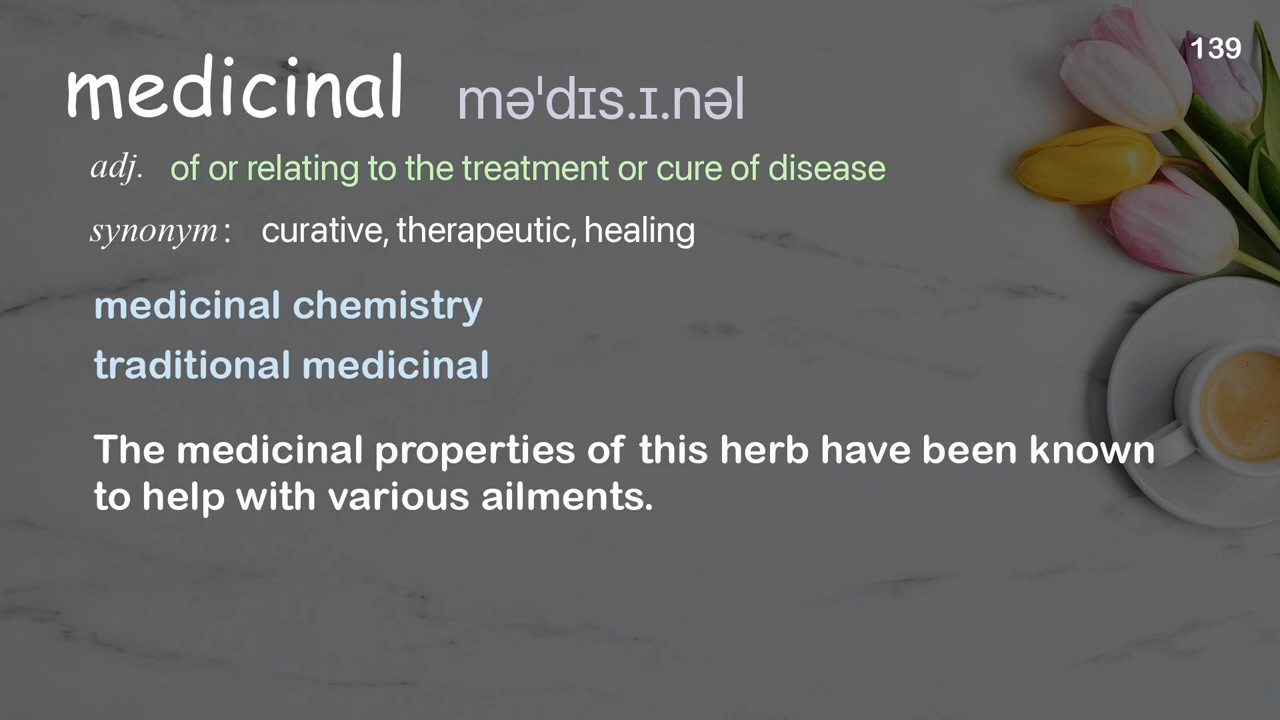 139
medicinal məˈdɪs.ɪ.nəl
adj. of or relating to the treatment or cure of disease
synonym: curative, therapeutic, healing
medicinal chemistry
traditional medicinal
The medicinal properties of this herb have been known
to help with various ailments.